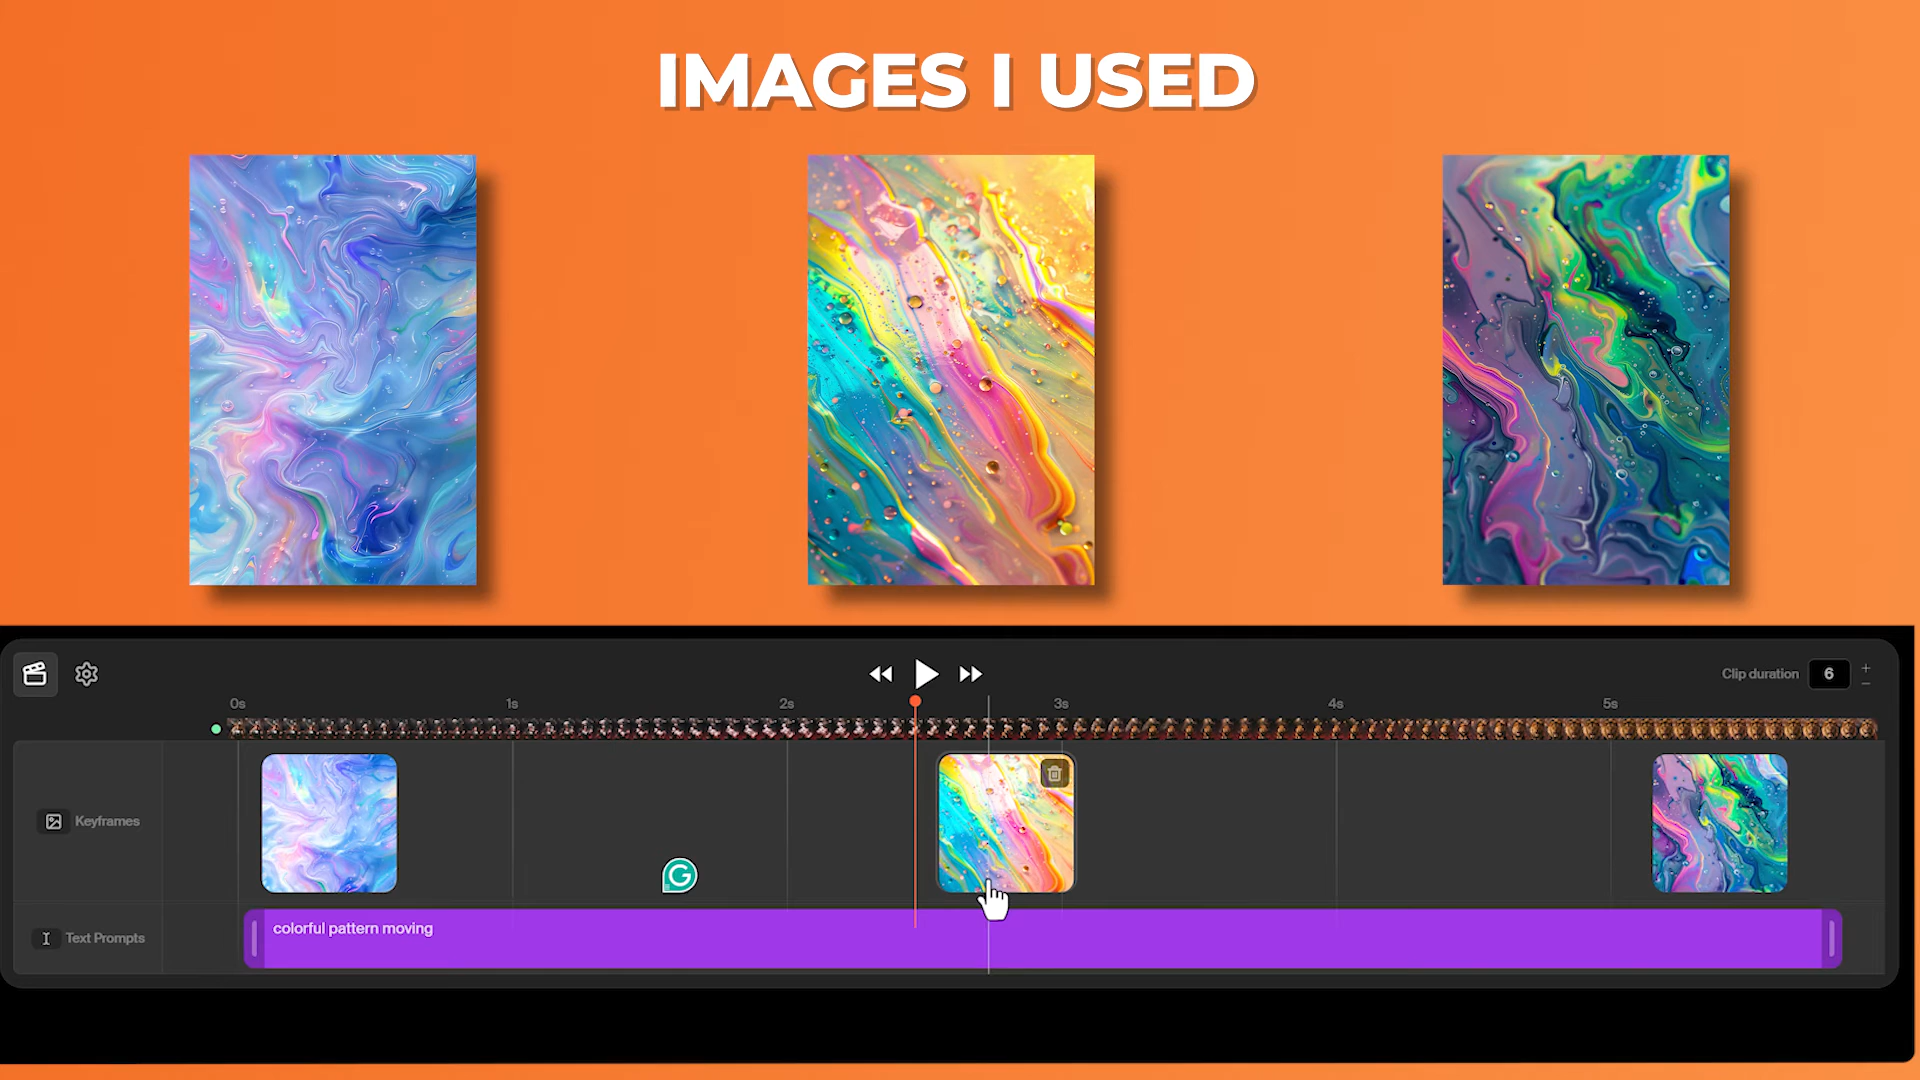 IMAGES I USED
Clip duration 6 + −
0s 1s 2s 3s 4s 5s
Keyframes
G
Text Prompts
colorful pattern moving